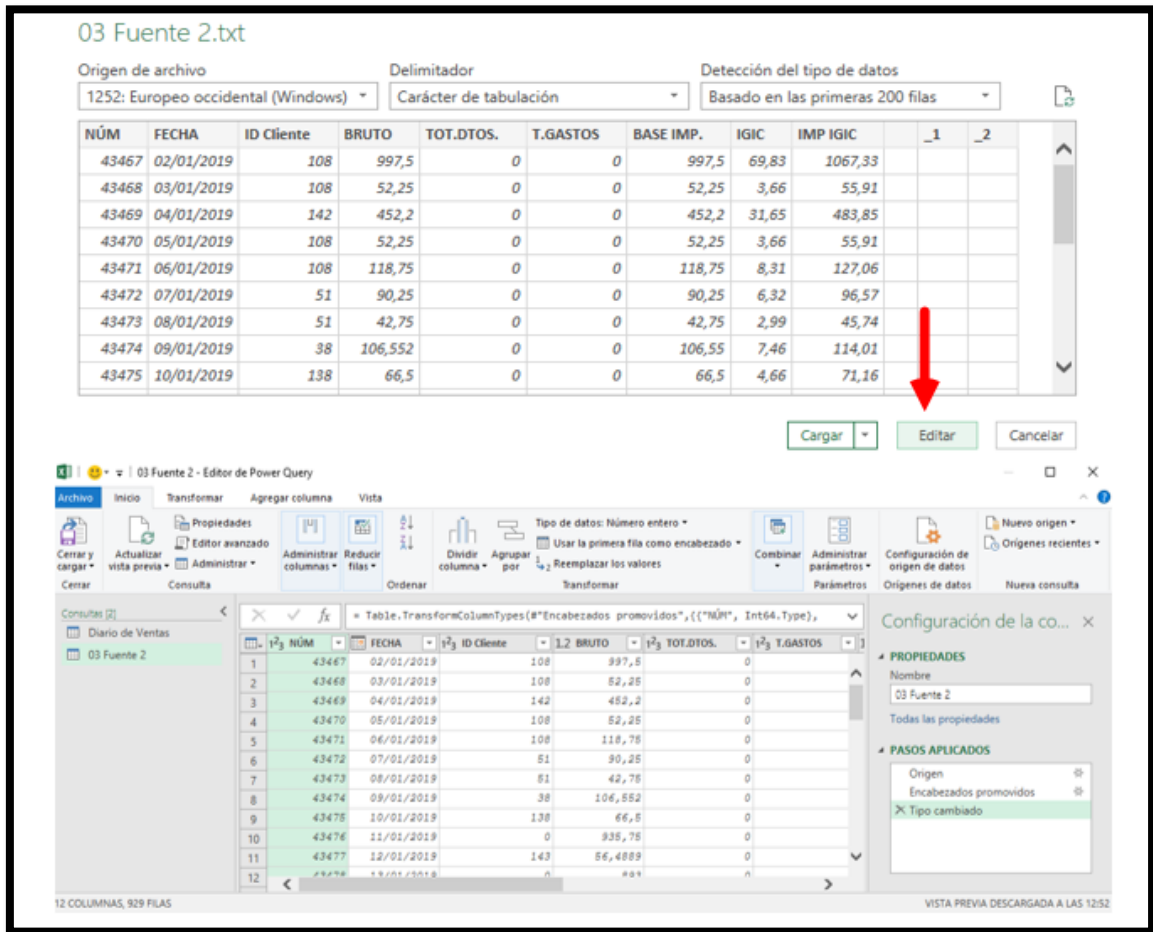 03 Fuente 2.txt
Origen de archivo Delimitador Detección del tipo de datos
1252: Europeo occidental (Windows) Carácter de tabulación Basado en las primeras 200 filas
NÚM FECHA ID Cliente BRUTO TOT.DTOS. T.GASTOS BASE IMP. IGIC IMP IGIC _1 _2
43467 02/01/2019 108 997,5 0 0 997,5 69,83 1067,33
43468 03/01/2019 108 52,25 0 0 52,25 3,66 55,91
43469 04/01/2019 142 452,2 0 0 452,2 31,65 483,85
43470 05/01/2019 108 52,25 0 0 52,25 3,66 55,91
43471 06/01/2019 108 118,75 0 0 118,75 8,31 127,06
43472 07/01/2019 51 90,25 0 0 90,25 6,32 96,57
43473 08/01/2019 51 42,75 0 0 42,75 2,99 45,74
43474 09/01/2019 38 106,552 0 0 106,55 7,46 114,01
43475 10/01/2019 138 66,5 0 0 66,5 4,66 71,16
Cargar Editar Cancelar
03 Fuente 2 - Editor de Power Query
Archivo Inicio Transformar Agregar columna Vista
Cerrar y cargar
Actualizar vista previa
Propiedades
Editor avanzado
Administrar
Administrar columnas
Reducir filas
Dividir columna
Agrupar por
Tipo de datos: Número entero
Usar la primera fila como encabezado
Reemplazar los valores
Combinar
Administrar parámetros
Configuración de origen de datos
Nuevo origen
Orígenes recientes
Cerrar Consulta Ordenar Transformar Parámetros Orígenes de datos Nueva consulta
Consultas [2]
Diario de Ventas
03 Fuente 2
fx = Table.TransformColumnTypes(#"Encabezados promovidos",{{"NÚM", Int64.Type},
1²3 NÚM FECHA 1²3 ID Cliente 1.2 BRUTO 1²3 TOT.DTOS. 1²3 T.GASTOS
1 43467 02/01/2019 108 997,5 0
2 43468 03/01/2019 108 52,25 0
3 43469 04/01/2019 142 452,2 0
4 43470 05/01/2019 108 52,25 0
5 43471 06/01/2019 108 118,75 0
6 43472 07/01/2019 51 90,25 0
7 43473 08/01/2019 51 42,75 0
8 43474 09/01/2019 38 106,552 0
9 43475 10/01/2019 138 66,5 0
10 43476 11/01/2019 0 935,75 0
11 43477 12/01/2019 143 56,4889 0
12
Configuración de la co...
PROPIEDADES
Nombre
03 Fuente 2
Todas las propiedades
PASOS APLICADOS
Origen
Encabezados promovidos
Tipo cambiado
12 COLUMNAS, 929 FILAS VISTA PREVIA DESCARGADA A LAS 12:52